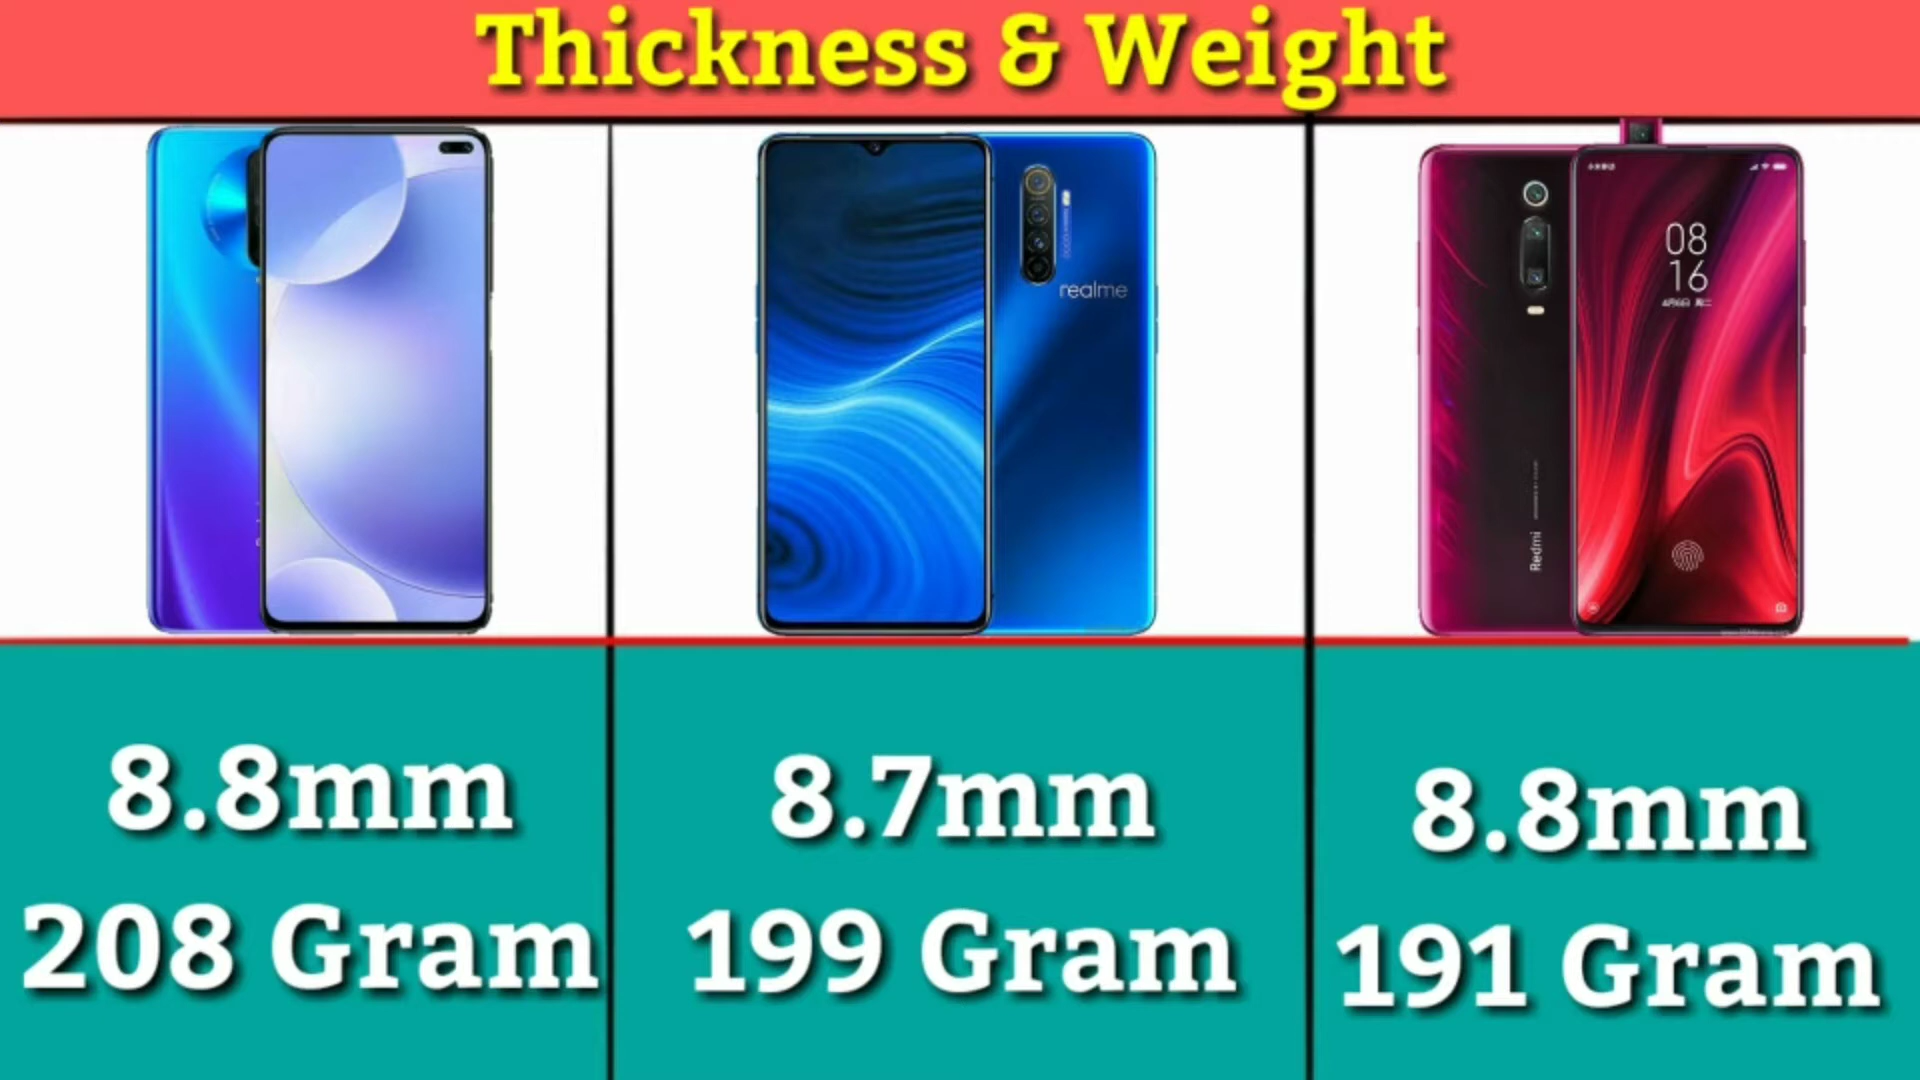 Thickness & Weight
realme
Redmi
08
16
8.8mm
8.7mm
8.8mm
208 Gram
199 Gram
191 Gram